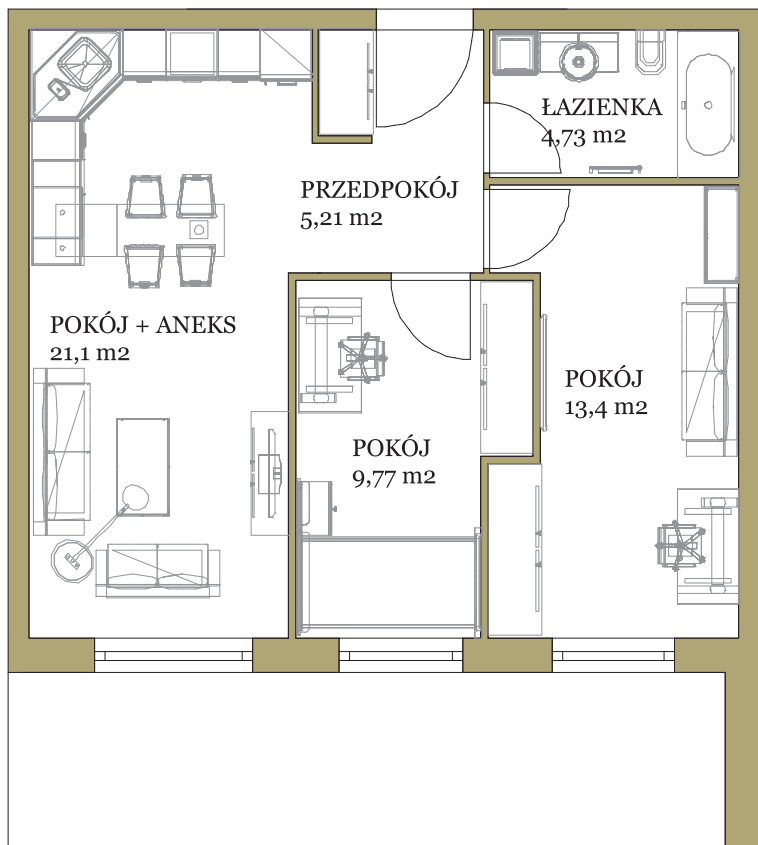 ŁAZIENKA
4,73 m2
PRZEDPOKÓJ
5,21 m2
POKÓJ + ANEKS
21,1 m2
POKÓJ
13,4 m2
POKÓJ
9,77 m2